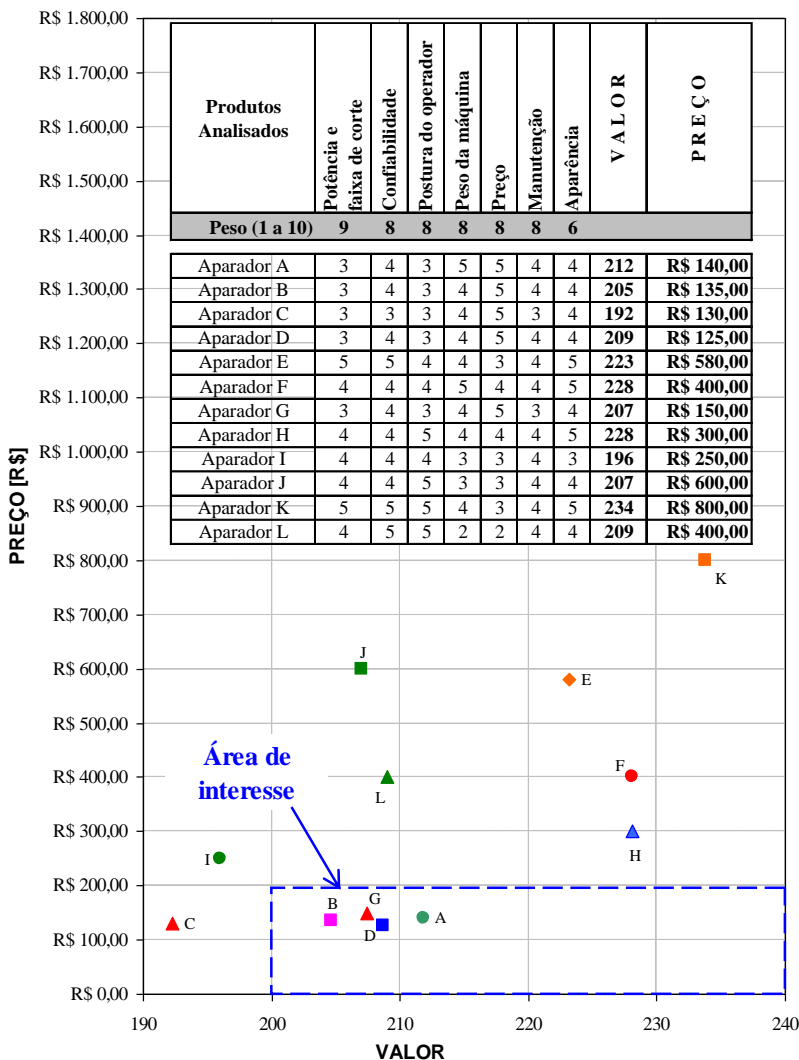 R$ 1.800,00
R$ 1.700,00
R$ 1.600,00
R$ 1.500,00
R$ 1.400,00
R$ 1.300,00
R$ 1.200,00
R$ 1.100,00
R$ 1.000,00
R$ 900,00
R$ 800,00
R$ 700,00
R$ 600,00
R$ 500,00
R$ 400,00
R$ 300,00
R$ 200,00
R$ 100,00
R$ 0,00
PREÇO [R$]
Produtos
Analisados
Potência e
faixa de corte
Confiabilidade
Postura do operador
Peso da máquina
Preço
Manutenção
Aparência
V A L O R
P R E Ç O
Peso (1 a 10) 9 8 8 8 8 8 6
Aparador A 3 4 3 5 5 4 4 212 R$ 140,00
Aparador B 3 4 3 4 5 4 4 205 R$ 135,00
Aparador C 3 3 3 4 5 3 4 192 R$ 130,00
Aparador D 3 4 3 4 5 4 4 209 R$ 125,00
Aparador E 5 5 4 4 3 4 5 223 R$ 580,00
Aparador F 4 4 4 5 4 4 5 228 R$ 400,00
Aparador G 3 4 3 4 5 3 4 207 R$ 150,00
Aparador H 4 4 5 4 4 4 5 228 R$ 300,00
Aparador I 4 4 4 3 3 4 3 196 R$ 250,00
Aparador J 4 4 5 3 3 4 4 207 R$ 600,00
Aparador K 5 5 5 4 3 4 5 234 R$ 800,00
Aparador L 4 5 5 2 2 4 4 209 R$ 400,00
K
J
E
Área de
interesse
F
L
H
I
B
G
A
C
D
190 200 210 220 230 240
VALOR